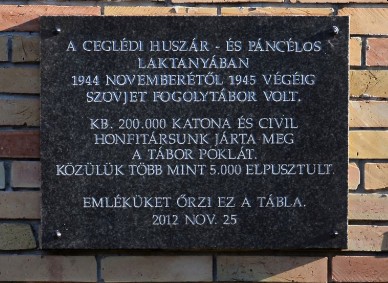 A CEGLÉDI HUSZÁR - ÉS PÁNCÉLOS
LAKTANYÁBAN
1944 NOVEMBERÉTŐL 1945 VÉGÉIG
SZOVJET FOGOLYTÁBOR VOLT.
KB. 200.000 KATONA ÉS CIVIL
HONFITÁRSUNK JÁRTA MEG
A TÁBOR POKLÁT.
KÖZÜLÜK TÖBB MINT 5.000 ELPUSZTULT.
EMLÉKÜKET ŐRZI EZ A TÁBLA.
2012 NOV. 25